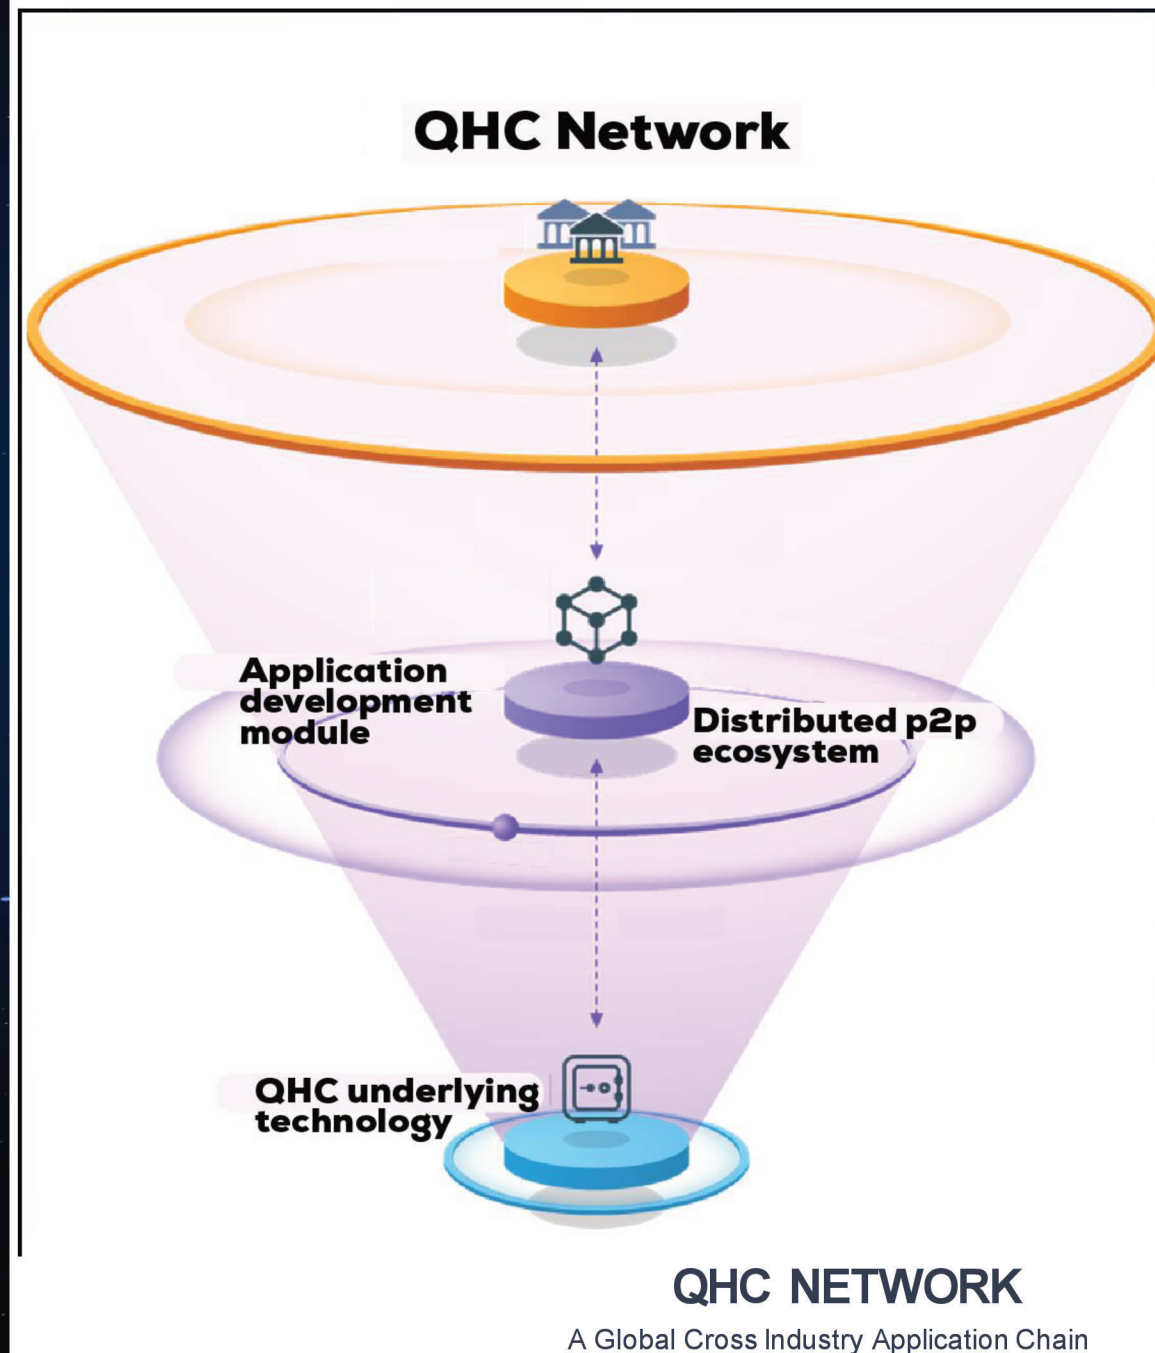 QHC Network
Application
development
module
Distributed p2p
ecosystem
QHC underlying
technology
QHC NETWORK
A Global Cross Industry Application Chain